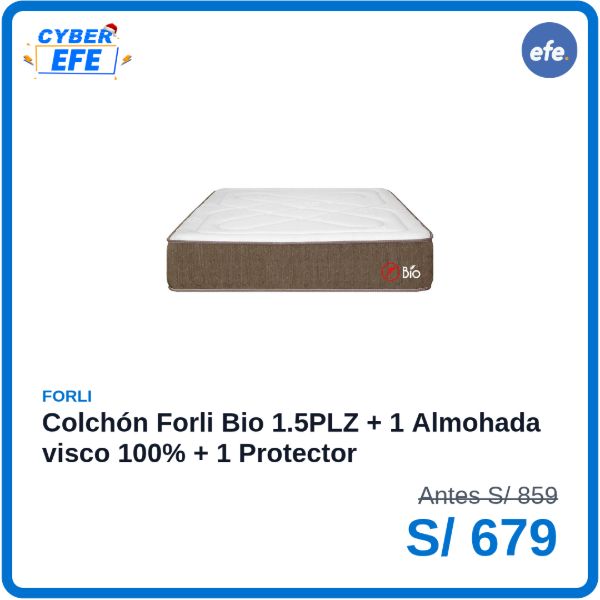 CYBER
EFE
efe.
Bio
FORLI
Colchón Forli Bio 1.5PLZ + 1 Almohada
visco 100% + 1 Protector
Antes S/ 859
S/ 679